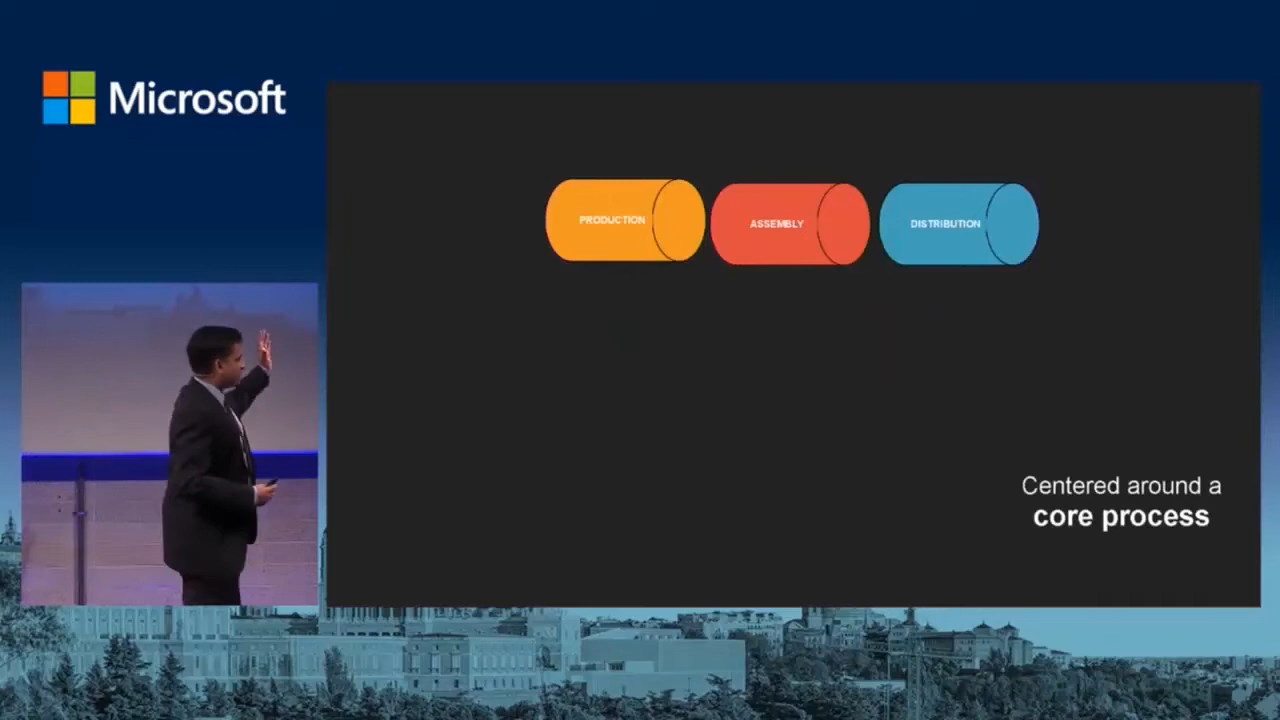 Microsoft
PRODUCTION
ASSEMBLY
DISTRIBUTION
Centered around a
core process